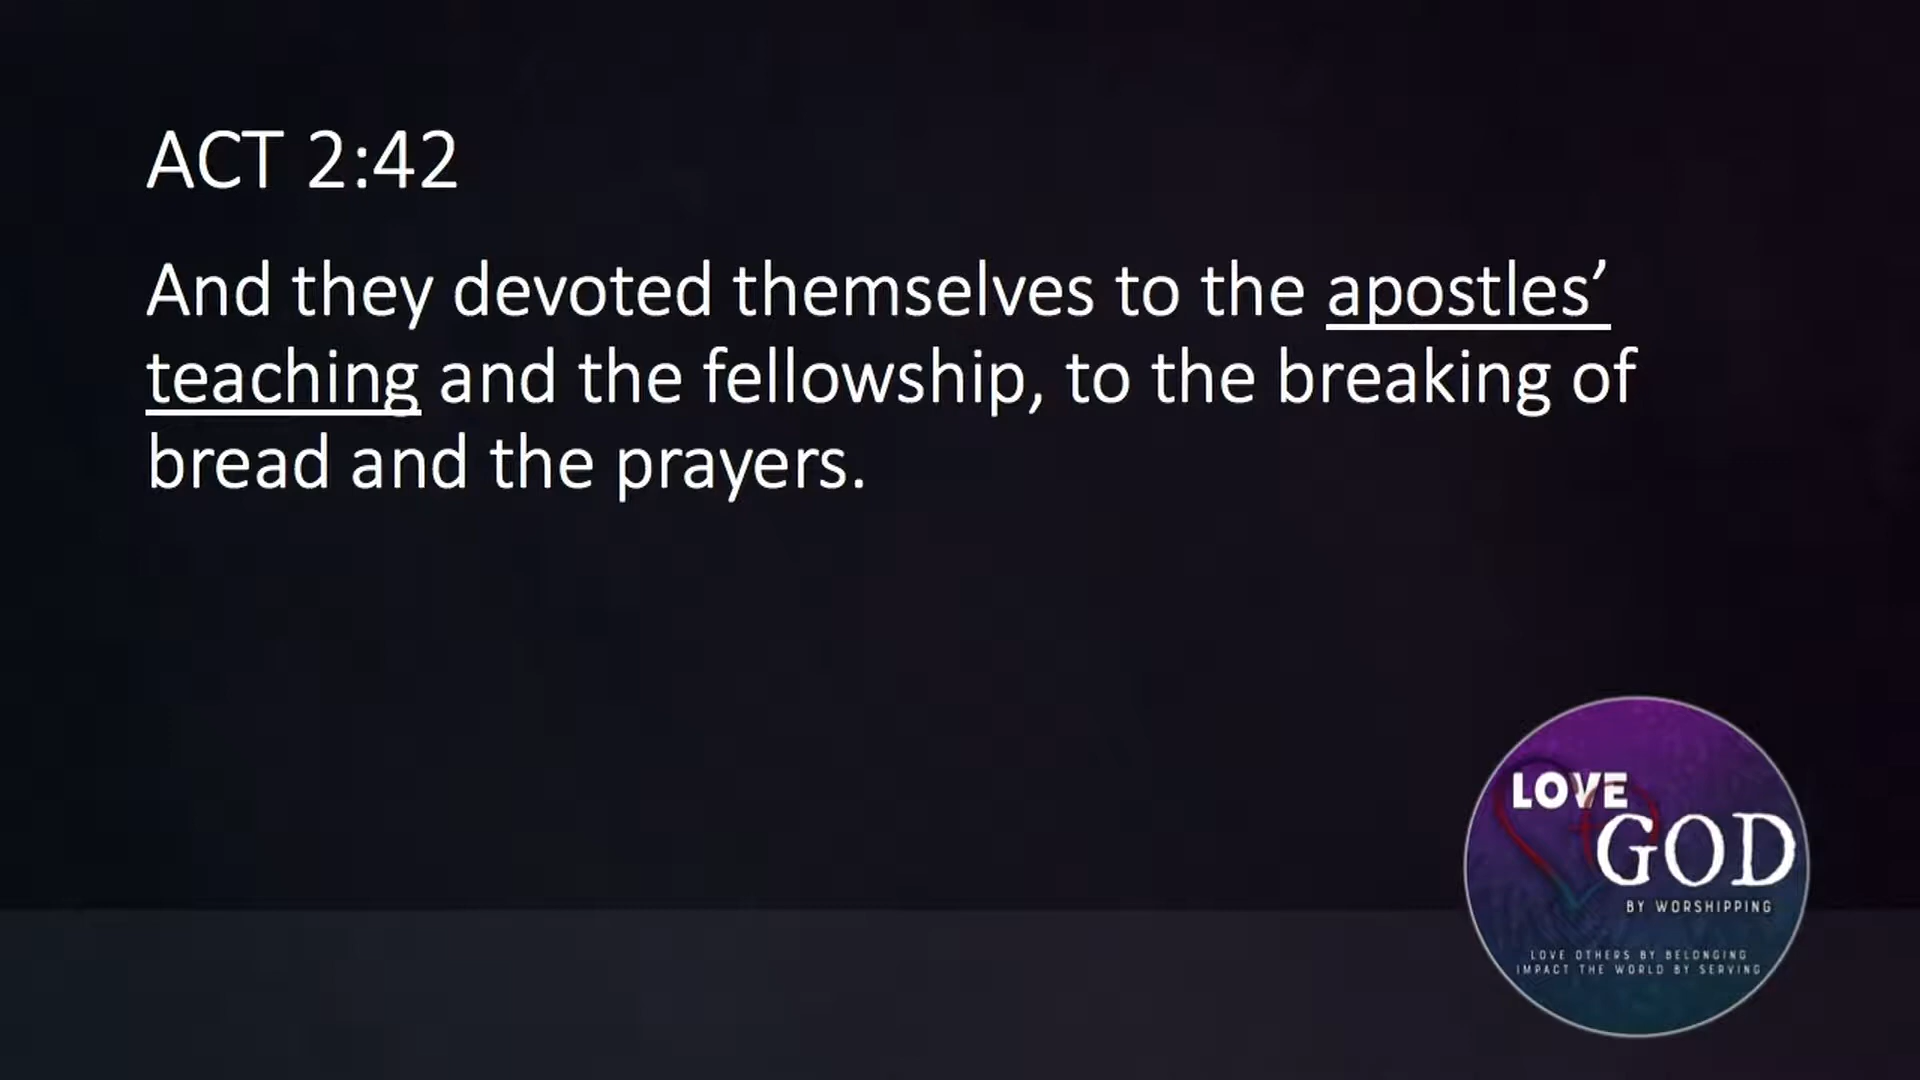 ACT 2:42
And they devoted themselves to the apostles’
teaching and the fellowship, to the breaking of
bread and the prayers.
LOVE
GOD
BY WORSHIPPING
LOVE OTHERS BY BELONGING
IMPACT THE WORLD BY SERVING